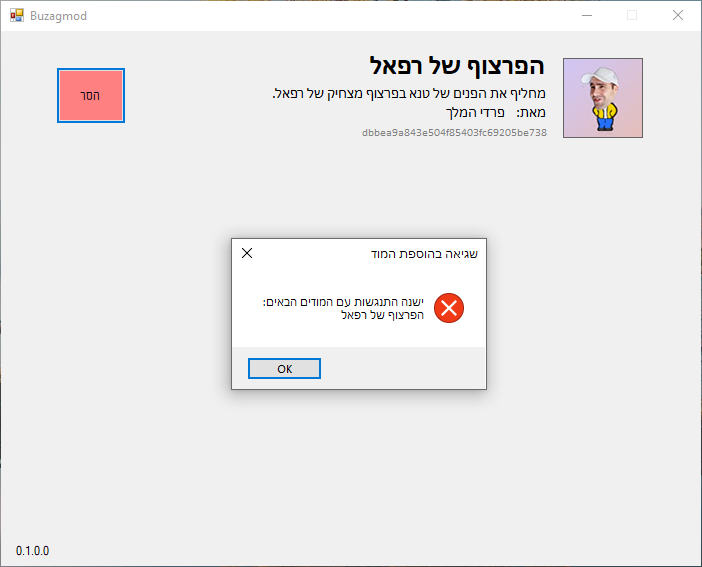 Buzagmod
הפרצוף של רפאל
מחליף את הפנים של טנא בפרצוף מצחיק של רפאל.
מאת: פרדי המלך
dbbea9a843e504f85403fc69205be738
הסר
שגיאה בהוספת המוד
ישנה התנגשות עם המודים הבאים:
הפרצוף של רפאל
OK
0.1.0.0